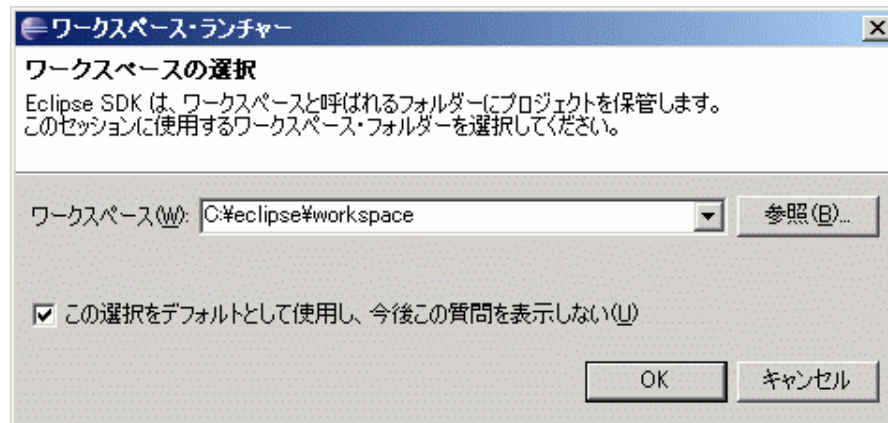 ワークスペース・ランチャー
ワークスペースの選択
Eclipse SDK は、ワークスペースと呼ばれるフォルダーにプロジェクトを保管します。
このセッションに使用するワークスペース・フォルダーを選択してください。
ワークスペース(W): C:¥eclipse¥workspace 参照(B)...
この選択をデフォルトとして使用し、今後この質問を表示しない(U)
OK キャンセル